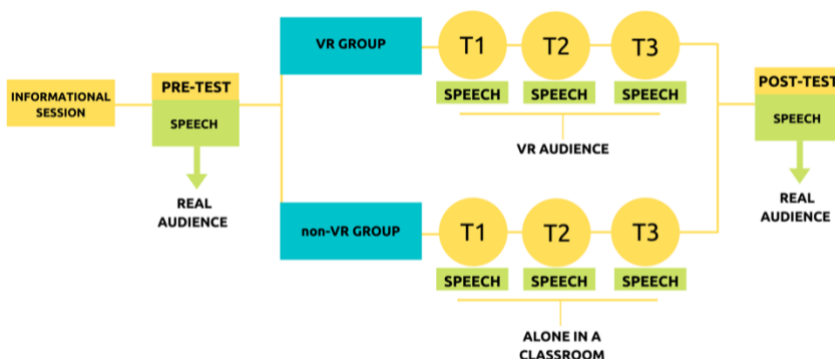 INFORMATIONAL
SESSION
PRE-TEST
SPEECH
REAL
AUDIENCE
VR GROUP
T1
T2
T3
SPEECH
SPEECH
SPEECH
VR AUDIENCE
non-VR GROUP
T1
T2
T3
SPEECH
SPEECH
SPEECH
ALONE IN A
CLASSROOM
POST-TEST
SPEECH
REAL
AUDIENCE